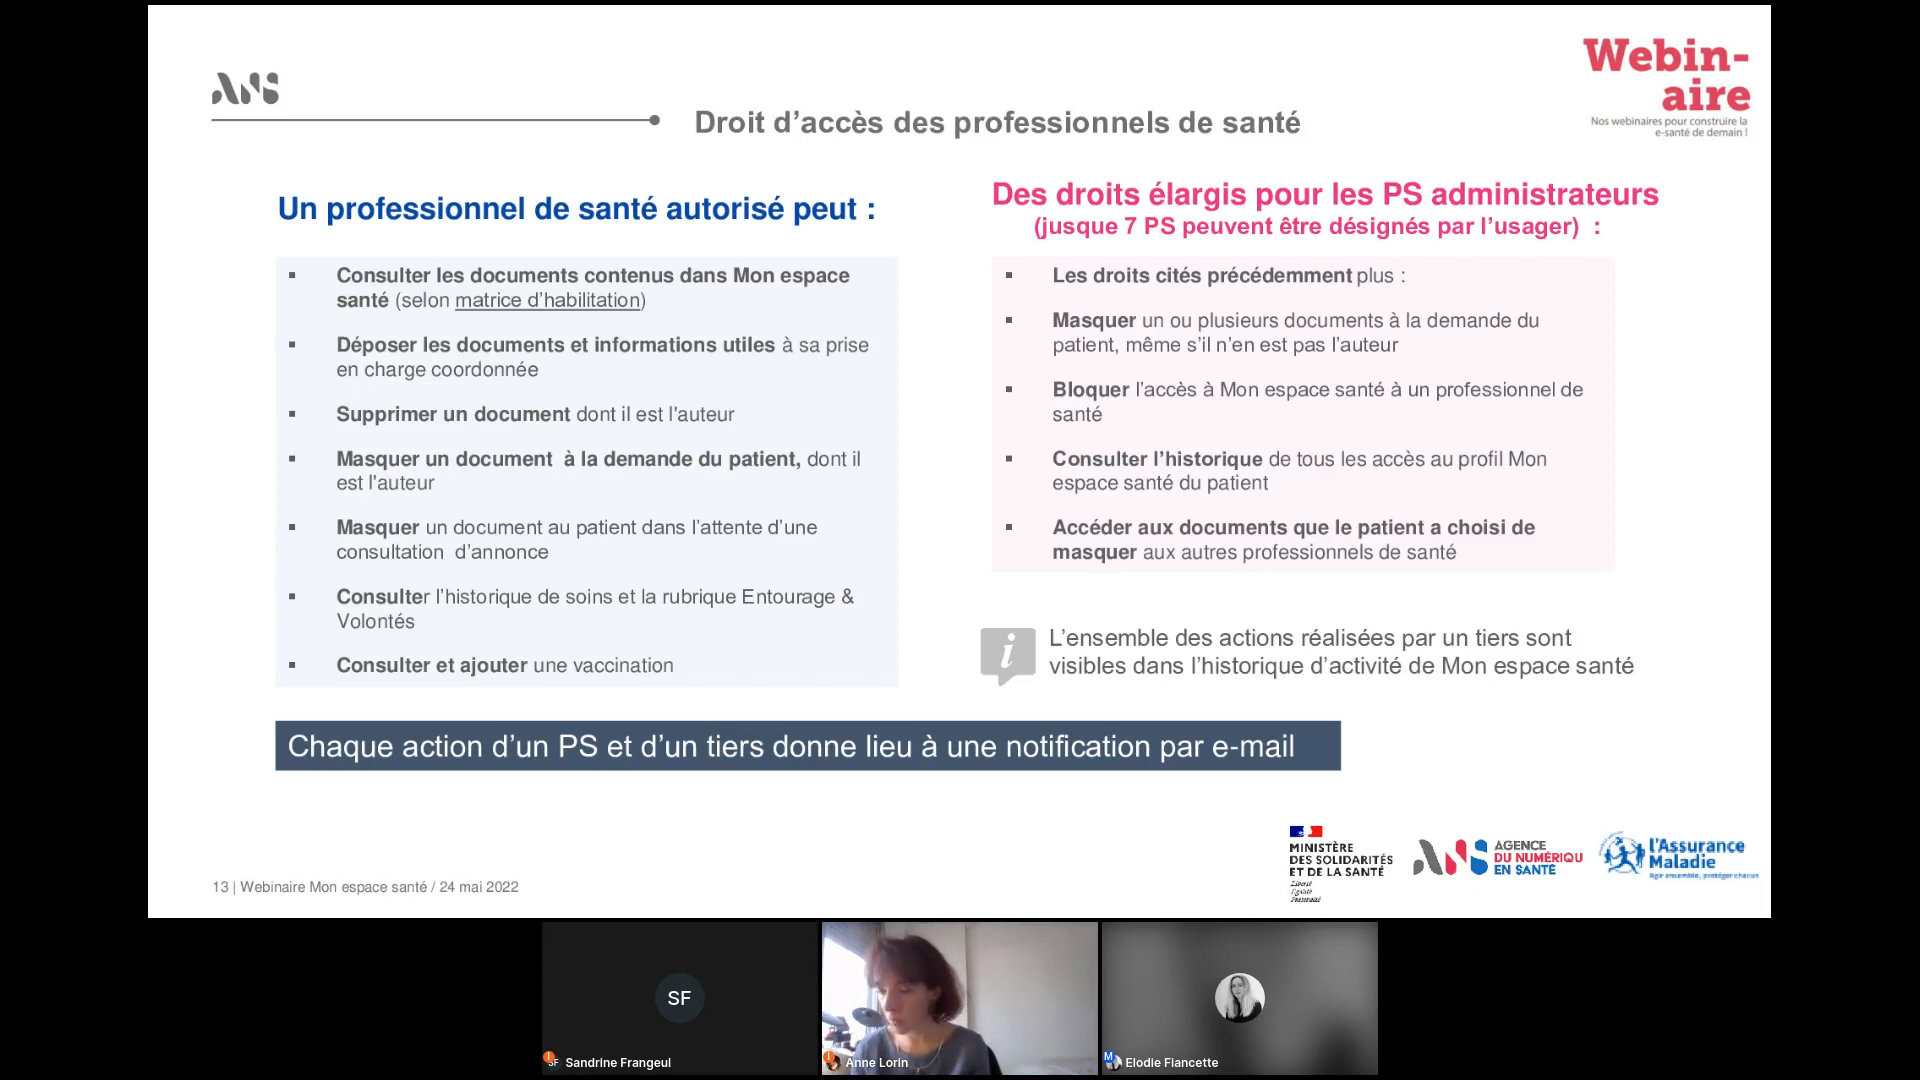 ANS
Webin-
aire
Nos webinaires pour construire la
e-santé de demain !
Droit d’accès des professionnels de santé
Un professionnel de santé autorisé peut :
▪ Consulter les documents contenus dans Mon espace
santé (selon matrice d’habilitation)
▪ Déposer les documents et informations utiles à sa prise
en charge coordonnée
▪ Supprimer un document dont il est l'auteur
▪ Masquer un document  à la demande du patient, dont il
est l'auteur
▪ Masquer un document au patient dans l’attente d’une
consultation  d’annonce
▪ Consulter l’historique de soins et la rubrique Entourage &
Volontés
▪ Consulter et ajouter une vaccination
Des droits élargis pour les PS administrateurs
(jusque 7 PS peuvent être désignés par l’usager)  :
▪ Les droits cités précédemment plus :
▪ Masquer un ou plusieurs documents à la demande du
patient, même s’il n’en est pas l’auteur
▪ Bloquer l’accès à Mon espace santé à un professionnel de
santé
▪ Consulter l’historique de tous les accès au profil Mon
espace santé du patient
▪ Accéder aux documents que le patient a choisi de
masquer aux autres professionnels de santé
i
L’ensemble des actions réalisées par un tiers sont
visibles dans l’historique d’activité de Mon espace santé
Chaque action d’un PS et d’un tiers donne lieu à une notification par e-mail
13 | Webinaire Mon espace santé / 24 mai 2022
MINISTÈRE
DES SOLIDARITÉS
ET DE LA SANTÉ
Liberté
Égalité
Fraternité
ANS
AGENCE
DU NUMÉRIQU
EN SANTÉ
l'Assurance
Maladie
Agir ensemble, protéger chacun
SF
SF Sandrine Frangeul
Anne Lorin
M Elodie Fiancette